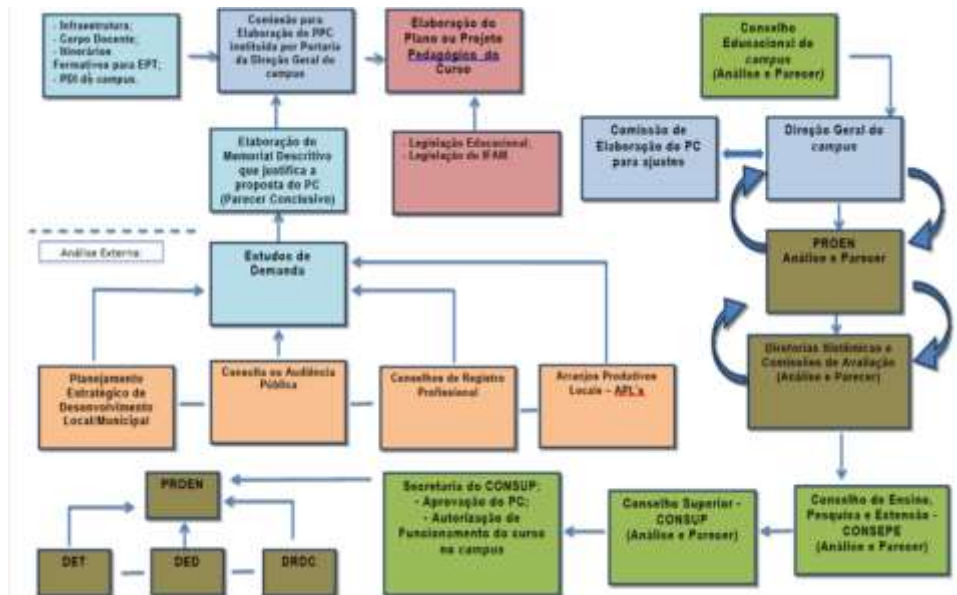 - Infraestrutura;
- Corpo Docente;
- Itinerários
Formativos para EPT;
- PDI do campus.
Comissão para
Elaboração do PPC
instituída por Portaria
da Direção Geral do
campus
Elaboração do
Plano ou Projeto
Pedagógico do
Curso
Conselho
Educacional do
campus
(Análise e Parecer)
Elaboração do
Memorial Descritivo
que justifica a
proposta do PC
(Parecer Conclusivo)
- Legislação Educacional;
- Legislação do IFAM
Comissão de
Elaboração do PC
para ajustes
Direção Geral do
campus
Análise Externa
Estudos de
Demanda
PROEN
Análise e Parecer
Diretorias Sistêmicas e
Comissões de Avaliação
(Análise e Parecer)
Planejamento
Estratégico de
Desenvolvimento
Local/Municipal
Consulta ou Audiência
Pública
Conselhos de Registro
Profissional
Arranjos Produtivos
Locais – APL's
PROEN
DET
DED
DRDC
Secretaria do CONSUP:
- Aprovação do PC;
- Autorização de
Funcionamento do curso
no campus
Conselho Superior -
CONSUP
(Análise e Parecer)
Conselho de Ensino,
Pesquisa e Extensão -
CONSEPE
(Análise e Parecer)